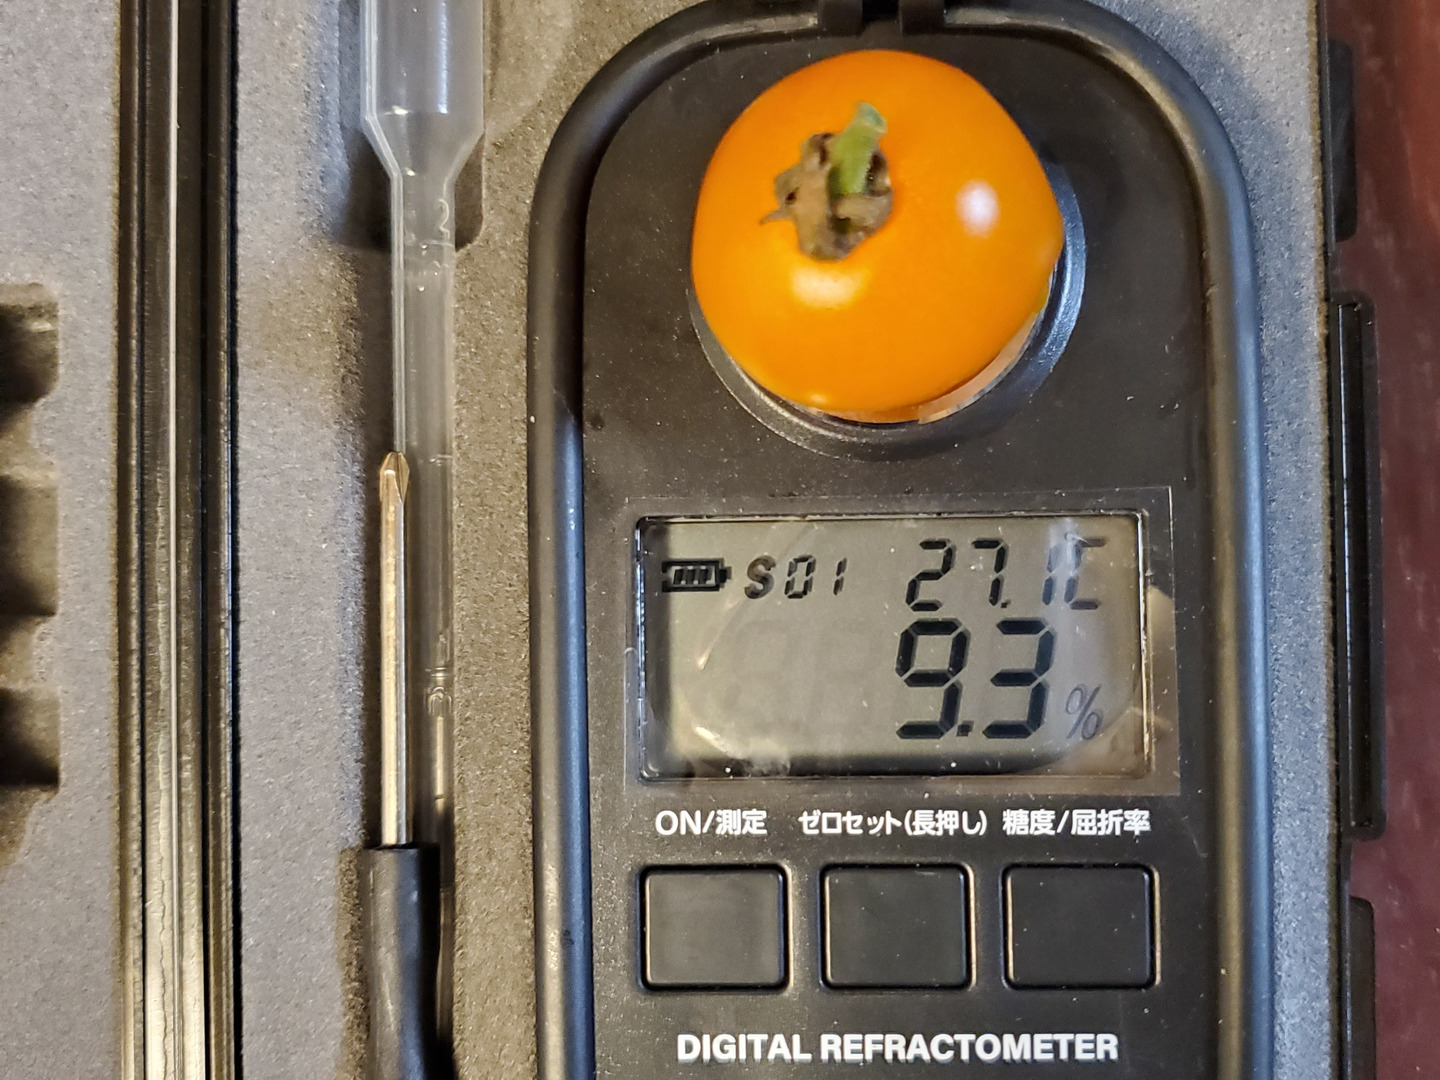 2
S01 27.1C
9.3 %
ON/測定 ゼロセット(長押し) 糖度/屈折率
DIGITAL REFRACTOMETER